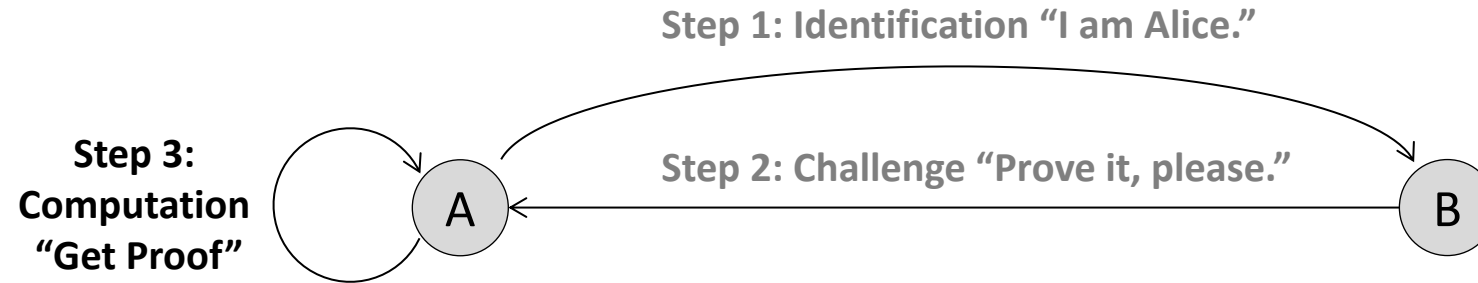 Step 1: Identification “I am Alice.”
Step 2: Challenge “Prove it, please.”
Step 3:
Computation
“Get Proof”
A
B